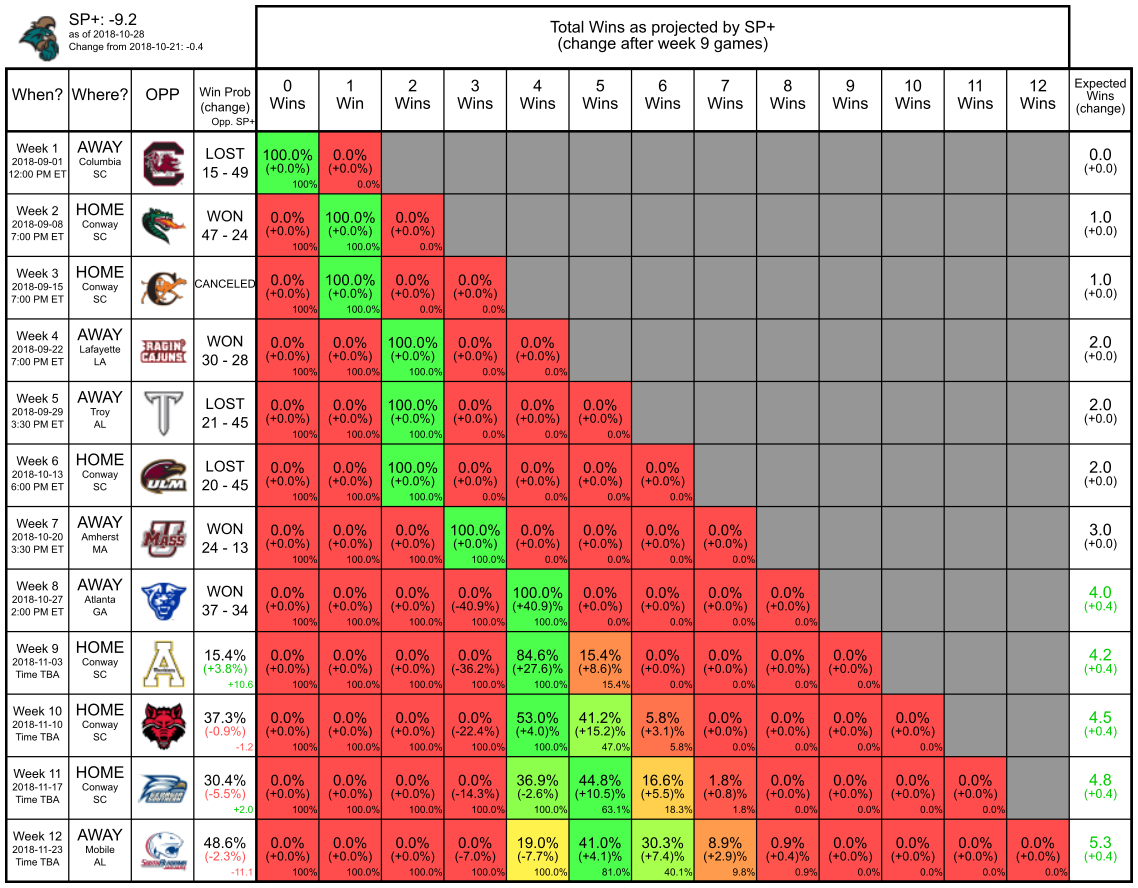 SP+: -9.2
as of 2018-10-28
Change from 2018-10-21: -0.4
Total Wins as projected by SP+
(change after week 9 games)
When? Where? OPP Win Prob (change) Opp. SP+ 0 Wins 1 Win 2 Wins 3 Wins 4 Wins 5 Wins 6 Wins 7 Wins 8 Wins 9 Wins 10 Wins 11 Wins 12 Wins Expected Wins (change)
Week 1 AWAY LOST 100.0% 0.0% 0.0
2018-09-01 Columbia 15 - 49 (+0.0%) (+0.0%) (+0.0)
12:00 PM ET SC C 100% 0.0%
Week 2 HOME WON 0.0% 100.0% 0.0% 1.0
2018-09-08 Conway 47 - 24 (+0.0%) (+0.0%) (+0.0%) (+0.0)
7:00 PM ET SC 100% 100.0% 0.0%
Week 3 HOME CANCELED 0.0% 100.0% 0.0% 0.0% 1.0
2018-09-15 Conway C (+0.0%) (+0.0%) (+0.0%) (+0.0%) (+0.0)
7:00 PM ET SC 100% 100.0% 0.0% 0.0%
Week 4 AWAY RAGIN' WON 0.0% 0.0% 100.0% 0.0% 0.0% 2.0
2018-09-22 Lafayette CAJUNS 30 - 28 (+0.0%) (+0.0%) (+0.0%) (+0.0%) (+0.0%) (+0.0)
7:00 PM ET LA 100% 100.0% 100.0% 0.0% 0.0%
Week 5 AWAY T LOST 0.0% 0.0% 100.0% 0.0% 0.0% 0.0% 2.0
2018-09-29 Troy 21 - 45 (+0.0%) (+0.0%) (+0.0%) (+0.0%) (+0.0%) (+0.0%) (+0.0)
3:30 PM ET AL 100% 100.0% 100.0% 0.0% 0.0% 0.0%
Week 6 HOME LOST 0.0% 0.0% 100.0% 0.0% 0.0% 0.0% 0.0% 2.0
2018-10-13 Conway ULM 20 - 45 (+0.0%) (+0.0%) (+0.0%) (+0.0%) (+0.0%) (+0.0%) (+0.0%) (+0.0)
6:00 PM ET SC 100% 100.0% 100.0% 0.0% 0.0% 0.0% 0.0%
Week 7 AWAY U WON 0.0% 0.0% 0.0% 100.0% 0.0% 0.0% 0.0% 0.0% 3.0
2018-10-20 Amherst MASS 24 - 13 (+0.0%) (+0.0%) (+0.0%) (+0.0%) (+0.0%) (+0.0%) (+0.0%) (+0.0%) (+0.0)
3:30 PM ET MA 100% 100.0% 100.0% 100.0% 0.0% 0.0% 0.0% 0.0%
Week 8 AWAY WON 0.0% 0.0% 0.0% 0.0% 100.0% 0.0% 0.0% 0.0% 0.0% 4.0
2018-10-27 Atlanta 37 - 34 (+0.0%) (+0.0%) (+0.0%) (-40.9%) (+40.9)% (+0.0%) (+0.0%) (+0.0%) (+0.0%) (+0.4)
2:00 PM ET GA 100% 100.0% 100.0% 100.0% 100.0% 0.0% 0.0% 0.0% 0.0%
Week 9 HOME A 15.4% 0.0% 0.0% 0.0% 0.0% 84.6% 15.4% 0.0% 0.0% 0.0% 0.0% 4.2
2018-11-03 Conway (+3.8%) (+0.0%) (+0.0%) (+0.0%) (-36.2%) (+27.6)% (+8.6)% (+0.0%) (+0.0%) (+0.0%) (+0.0%) (+0.4)
Time TBA SC +10.6 100% 100.0% 100.0% 100.0% 100.0% 15.4% 0.0% 0.0% 0.0% 0.0%
Week 10 HOME 37.3% 0.0% 0.0% 0.0% 0.0% 53.0% 41.2% 5.8% 0.0% 0.0% 0.0% 0.0% 4.5
2018-11-10 Conway (-0.9%) (+0.0%) (+0.0%) (+0.0%) (-22.4%) (+4.0)% (+15.2)% (+3.1)% (+0.0%) (+0.0%) (+0.0%) (+0.0%) (+0.4)
Time TBA SC -1.2 100% 100.0% 100.0% 100.0% 100.0% 47.0% 5.8% 0.0% 0.0% 0.0% 0.0%
Week 11 HOME 30.4% 0.0% 0.0% 0.0% 0.0% 36.9% 44.8% 16.6% 1.8% 0.0% 0.0% 0.0% 0.0% 4.8
2018-11-17 Conway (-5.5%) (+0.0%) (+0.0%) (+0.0%) (-14.3%) (-2.6%) (+10.5)% (+5.5)% (+0.8)% (+0.0%) (+0.0%) (+0.0%) (+0.0%) (+0.4)
Time TBA SC +2.0 100% 100.0% 100.0% 100.0% 100.0% 63.1% 18.3% 1.8% 0.0% 0.0% 0.0% 0.0%
Week 12 AWAY 48.6% 0.0% 0.0% 0.0% 0.0% 19.0% 41.0% 30.3% 8.9% 0.9% 0.0% 0.0% 0.0% 0.0% 5.3
2018-11-23 Mobile (-2.3%) (+0.0%) (+0.0%) (+0.0%) (-7.0%) (-7.7%) (+4.1)% (+7.4)% (+2.9)% (+0.4)% (+0.0%) (+0.0%) (+0.0%) (+0.0%) (+0.4)
Time TBA AL -11.1 100% 100.0% 100.0% 100.0% 100.0% 81.0% 40.1% 9.8% 0.9% 0.0% 0.0% 0.0% 0.0%